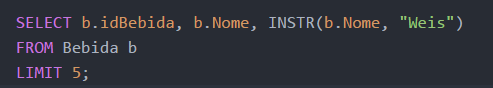 SELECT b.idBebida, b.Nome, INSTR(b.Nome, "Weis")
FROM Bebida b
LIMIT 5;